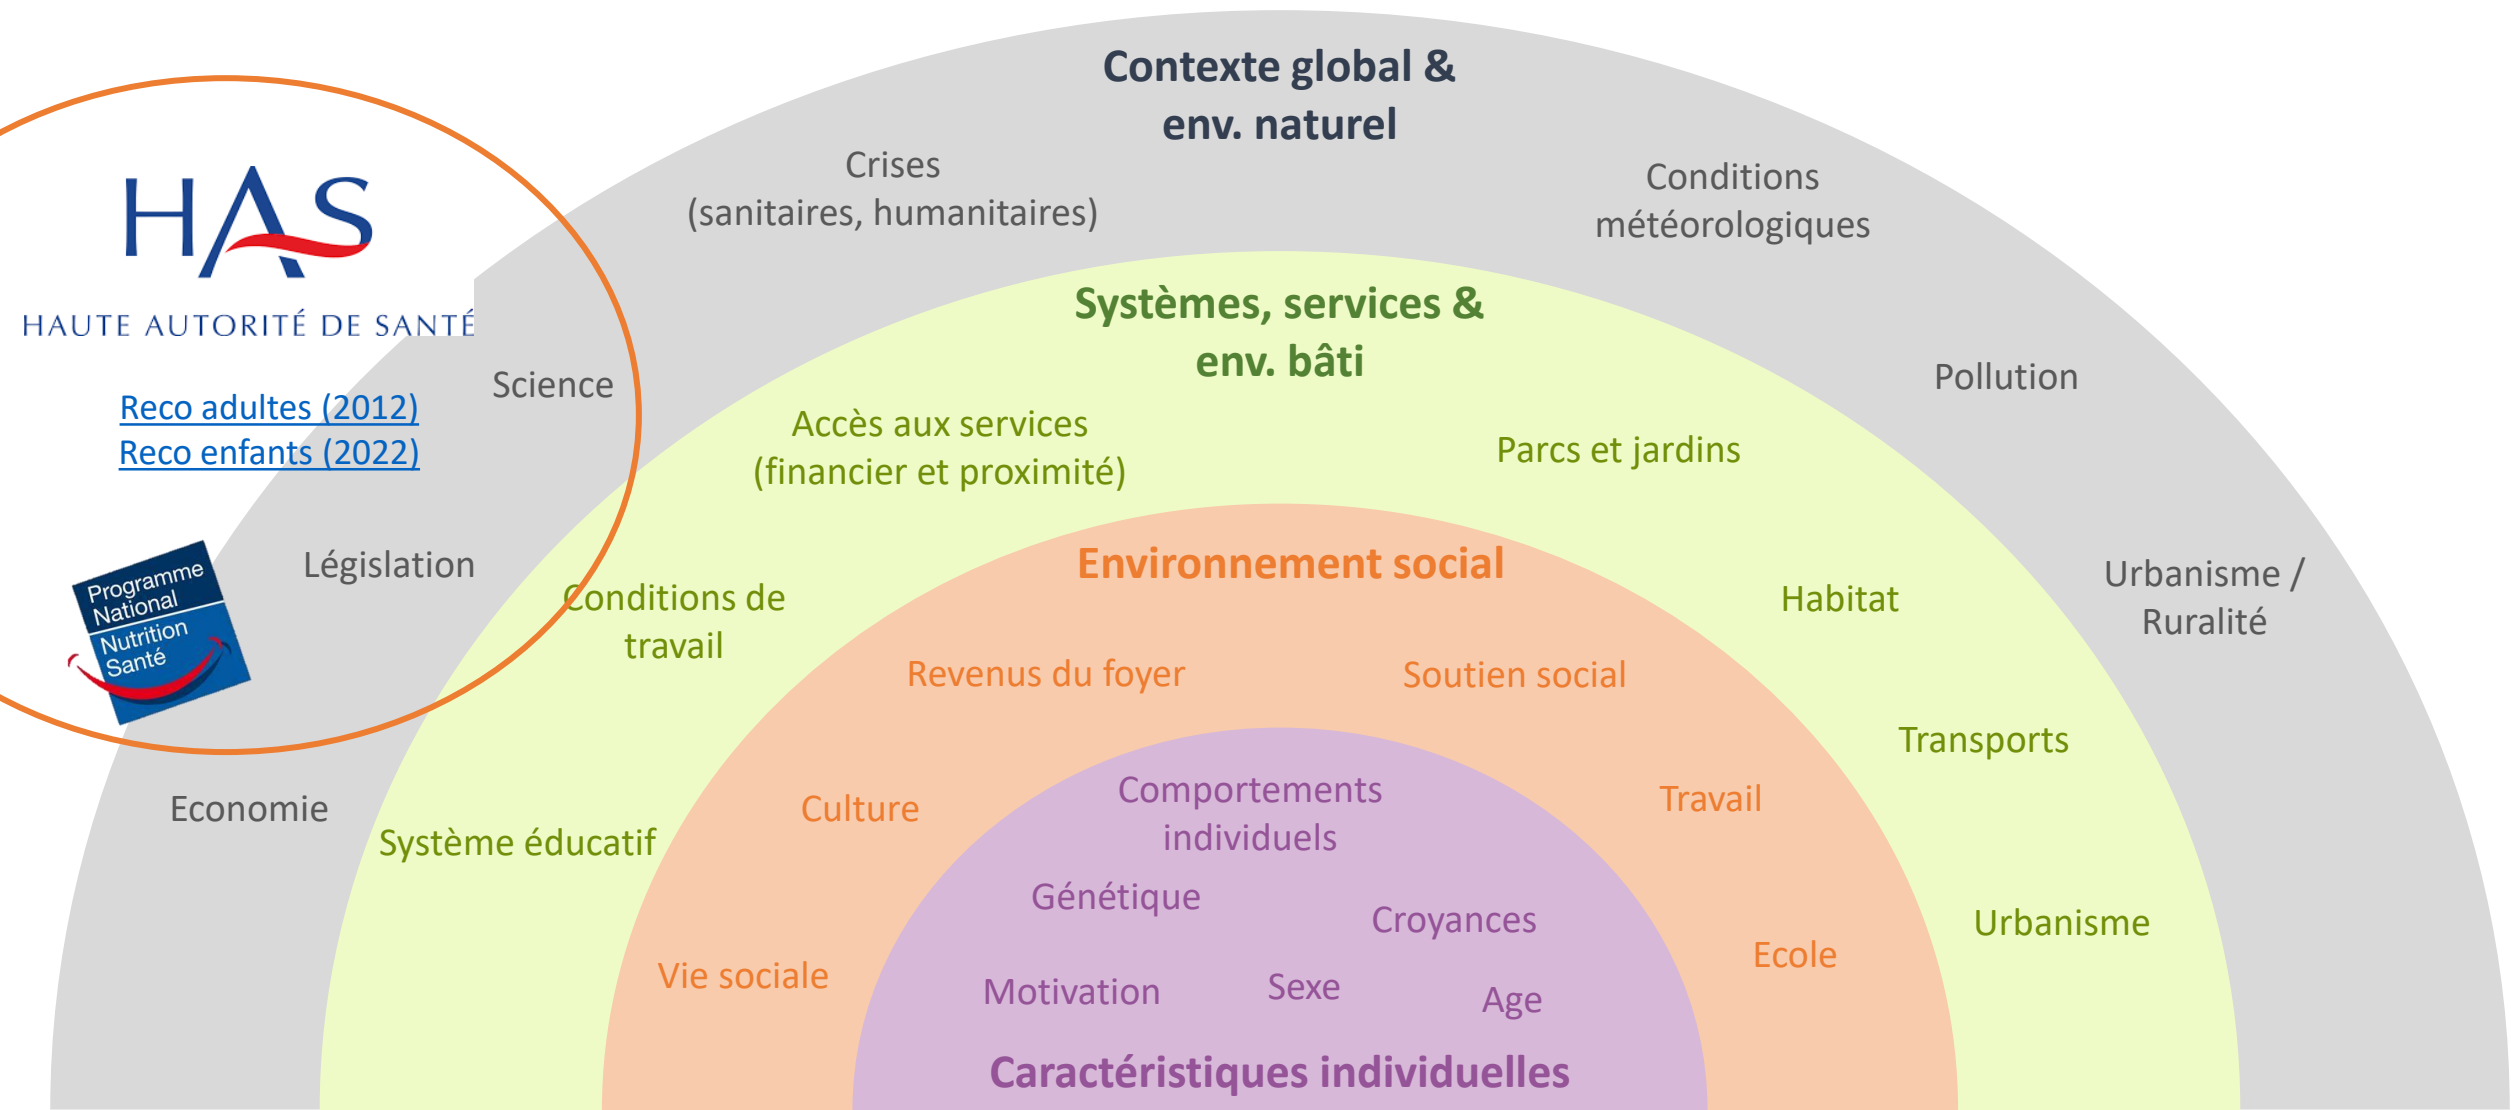 Contexte global &
env. naturel
Crises
(sanitaires, humanitaires)
Conditions
météorologiques
HAS
HAUTE AUTORITÉ DE SANTÉ
Reco adultes (2012)
Reco enfants (2022)
Science
Législation
Programme
National
Nutrition
Santé
Economie
Pollution
Urbanisme /
Ruralité
Systèmes, services &
env. bâti
Accès aux services
(financier et proximité)
Parcs et jardins
Conditions de
travail
Habitat
Transports
Système éducatif
Urbanisme
Environnement social
Revenus du foyer
Soutien social
Culture
Travail
Vie sociale
Ecole
Comportements
individuels
Génétique
Croyances
Motivation
Sexe
Age
Caractéristiques individuelles